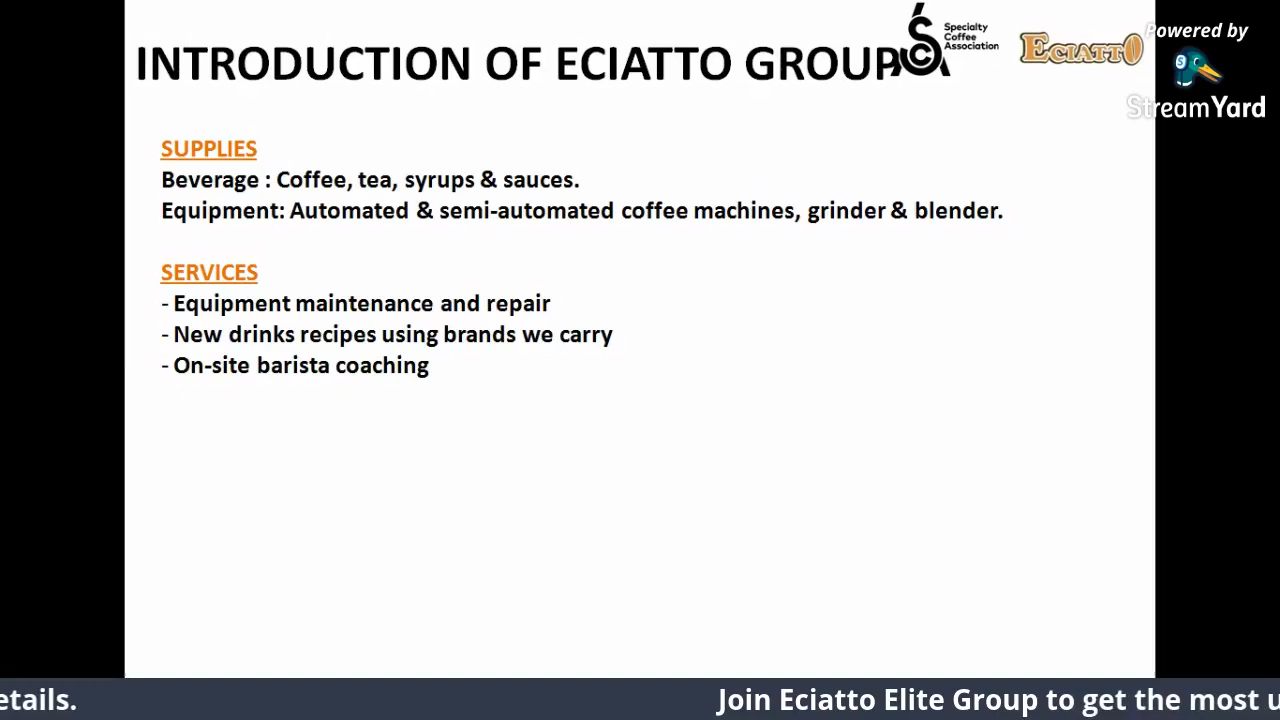 INTRODUCTION OF ECIATTO GROUP
Specialty
Coffee
Association
ECIATTO
Powered by
StreamYard
SUPPLIES
Beverage : Coffee, tea, syrups & sauces.
Equipment: Automated & semi-automated coffee machines, grinder & blender.
SERVICES
- Equipment maintenance and repair
- New drinks recipes using brands we carry
- On-site barista coaching
etails. Join Eciatto Elite Group to get the most u